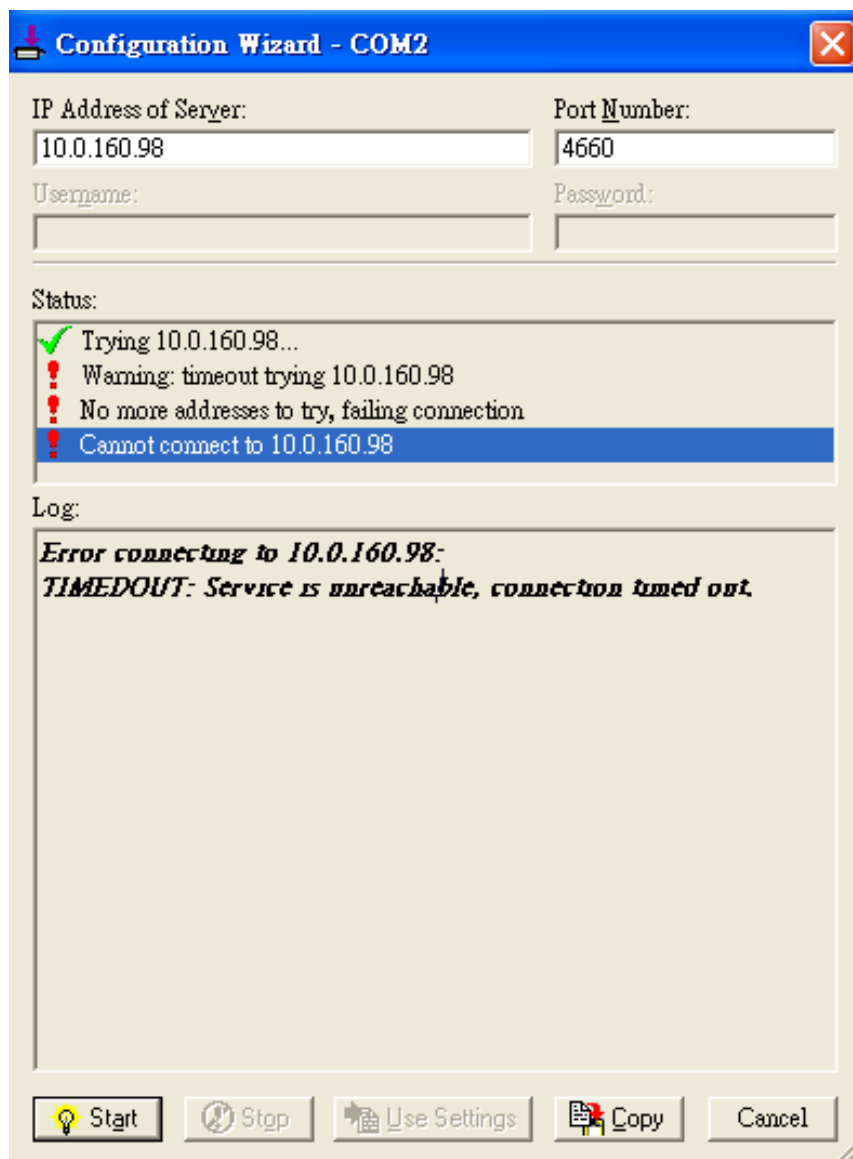 Configuration Wizard - COM2
IP Address of Server: Port Number:
10.0.160.98 4660
Username: Password:
Status:
Trying 10.0.160.98...
Warning: timeout trying 10.0.160.98
No more addresses to try, failing connection
Cannot connect to 10.0.160.98
Log:
Error connecting to 10.0.160.98:
TIMEDOUT: Service is unreachable, connection timed out.
Start Stop Use Settings Copy Cancel